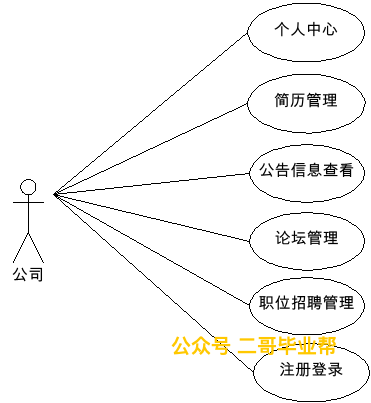 个人中心
简历管理
公告信息查看
公司
论坛管理
职位招聘管理
公众号 二哥毕业帮
注册登录